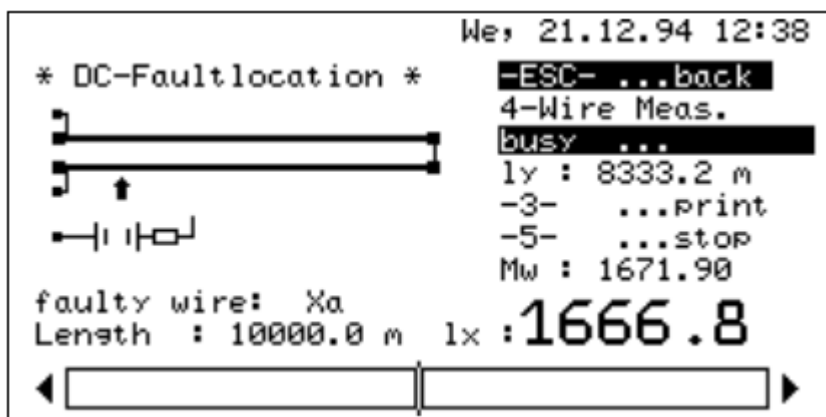 We, 21.12.94 12:38
* DC-Faultlocation *
-ESC- ...back
4-Wire Meas.
busy ...
ly : 8333.2 m
-3- ...print
-5- ...stop
Mw : 1671.90
faulty wire: Xa
Length : 10000.0 m lx :1666.8